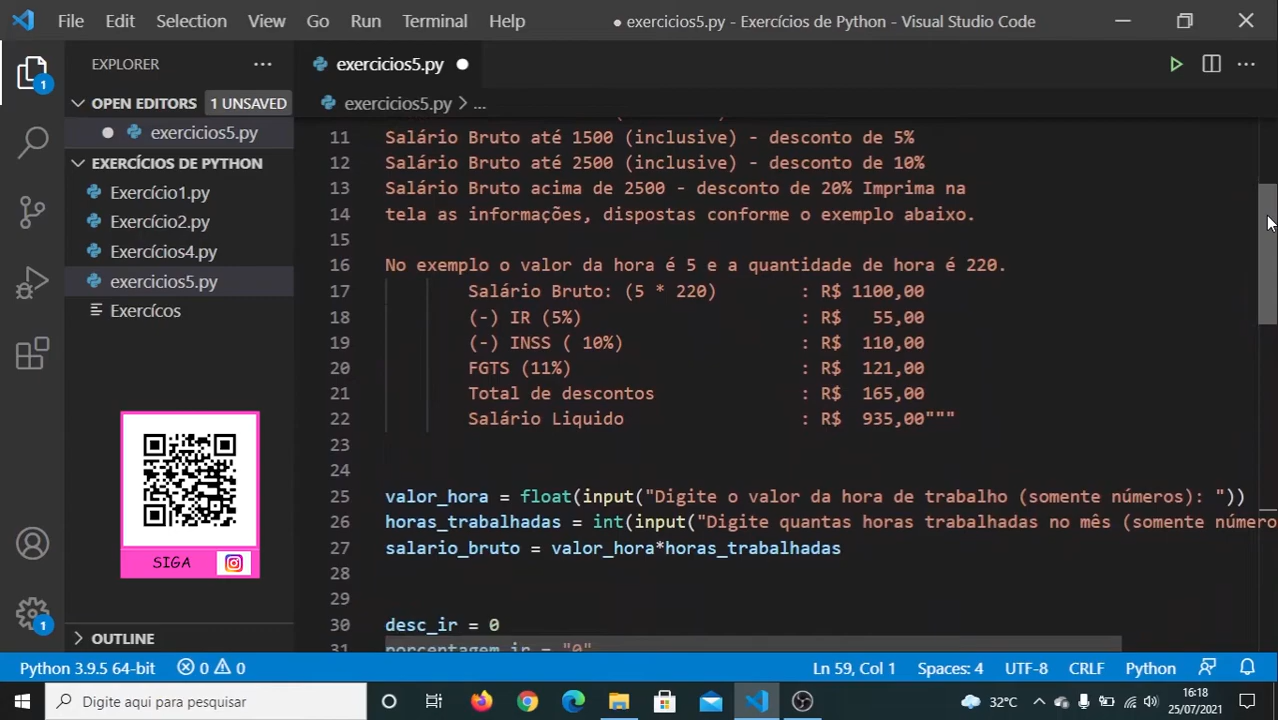 File Edit Selection View Go Run Terminal Help ● exercicios5.py - Exercícios de Python - Visual Studio Code
EXPLORER
OPEN EDITORS 1 UNSAVED
exercicios5.py
EXERCÍCIOS DE PYTHON
Exercício1.py
Exercício2.py
Exercícios4.py
exercicios5.py
Exercícos
SIGA
OUTLINE
1
1
exercicios5.py
exercicios5.py > ...
11 Salário Bruto até 1500 (inclusive) - desconto de 5%
12 Salário Bruto até 2500 (inclusive) - desconto de 10%
13 Salário Bruto acima de 2500 - desconto de 20% Imprima na
14 tela as informações, dispostas conforme o exemplo abaixo.
15
16 No exemplo o valor da hora é 5 e a quantidade de hora é 220.
17 Salário Bruto: (5 * 220) : R$ 1100,00
18 (-) IR (5%) : R$ 55,00
19 (-) INSS ( 10%) : R$ 110,00
20 FGTS (11%) : R$ 121,00
21 Total de descontos : R$ 165,00
22 Salário Liquido : R$ 935,00"""
23
24
25 valor_hora = float(input("Digite o valor da hora de trabalho (somente números): "))
26 horas_trabalhadas = int(input("Digite quantas horas trabalhadas no mês (somente número
27 salario_bruto = valor_hora*horas_trabalhadas
28
29
30 desc_ir = 0
31 porcentagem_ir = "0"
Python 3.9.5 64-bit 0 0 Ln 59, Col 1 Spaces: 4 UTF-8 CRLF Python
Digite aqui para pesquisar
32°C
16:18
25/07/2021